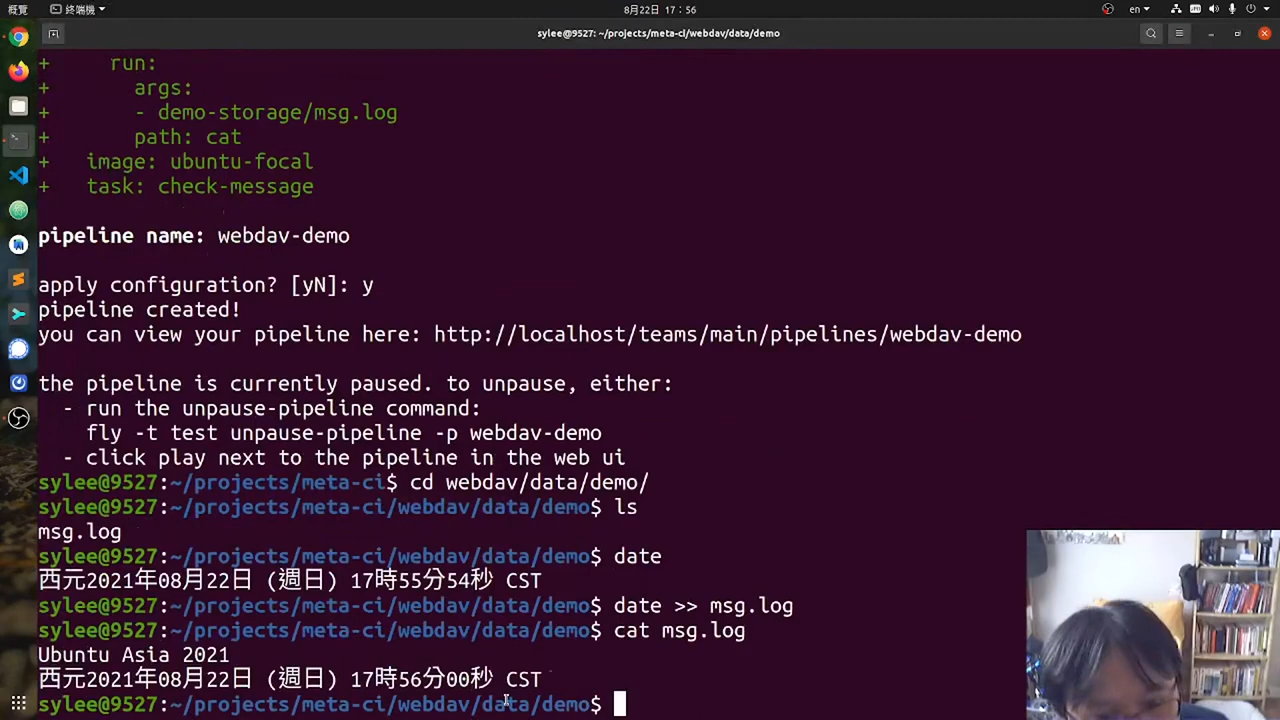 概覽
終端機
8月22日 17：56
en
sylee@9527: ~/projects/meta-ci/webdav/data/demo
+     run:
+       args:
+       - demo-storage/msg.log
+       path: cat
+   image: ubuntu-focal
+   task: check-message
pipeline name: webdav-demo
apply configuration? [yN]: y
pipeline created!
you can view your pipeline here: http://localhost/teams/main/pipelines/webdav-demo
the pipeline is currently paused. to unpause, either:
  - run the unpause-pipeline command:
    fly -t test unpause-pipeline -p webdav-demo
  - click play next to the pipeline in the web ui
sylee@9527:~/projects/meta-ci$ cd webdav/data/demo/
sylee@9527:~/projects/meta-ci/webdav/data/demo$ ls
msg.log
sylee@9527:~/projects/meta-ci/webdav/data/demo$ date
西元2021年08月22日 (週日) 17時55分54秒 CST
sylee@9527:~/projects/meta-ci/webdav/data/demo$ date >> msg.log
sylee@9527:~/projects/meta-ci/webdav/data/demo$ cat msg.log
Ubuntu Asia 2021
西元2021年08月22日 (週日) 17時56分00秒 CST
sylee@9527:~/projects/meta-ci/webdav/data/demo$